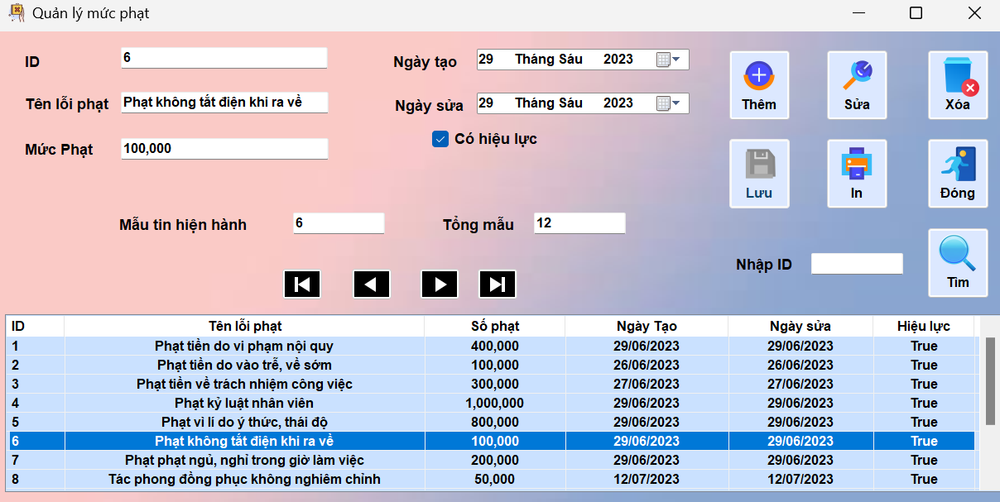 Quản lý mức phạt
ID 6 Ngày tạo 29 Tháng Sáu 2023
Tên lỗi phạt Phạt không tắt điện khi ra về Ngày sửa 29 Tháng Sáu 2023
Thêm Sửa Xóa
Có hiệu lực
Mức Phạt 100,000
Lưu In Đóng
Mẫu tin hiện hành 6 Tổng mẫu 12
Nhập ID
Tìm
ID Tên lỗi phạt Số phạt Ngày Tạo Ngày sửa Hiệu lực
1 Phạt tiền do vi phạm nội quy 400,000 29/06/2023 29/06/2023 True
2 Phạt tiền do vào trễ, về sớm 100,000 26/06/2023 26/06/2023 True
3 Phạt tiền về trách nhiệm công việc 300,000 27/06/2023 27/06/2023 True
4 Phạt kỷ luật nhân viên 1,000,000 29/06/2023 29/06/2023 True
5 Phạt vì lí do ý thức, thái độ 800,000 29/06/2023 29/06/2023 True
6 Phạt không tắt điện khi ra về 100,000 29/06/2023 29/06/2023 True
7 Phạt phạt ngủ, nghỉ trong giờ làm việc 200,000 29/06/2023 29/06/2023 True
8 Tác phong đồng phục không nghiêm chỉnh 50,000 12/07/2023 12/07/2023 True